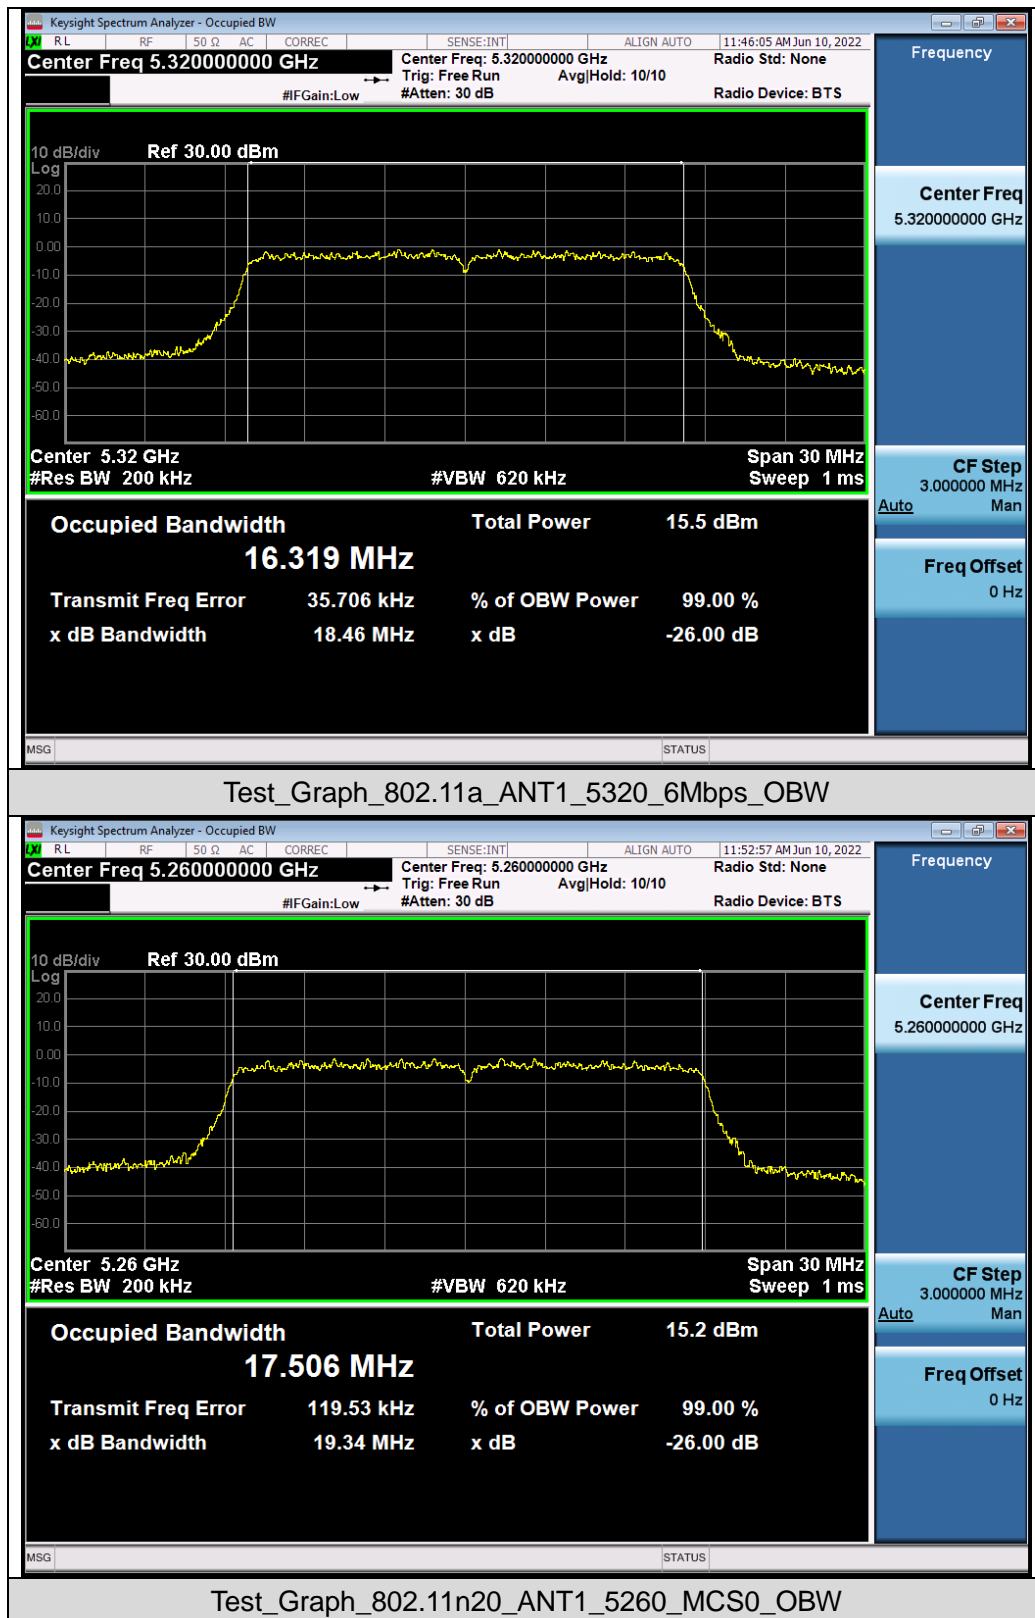 Keysight Spectrum Analyzer - Occupied BW
LXI RL RF 50 Ω AC CORREC SENSE:INT ALIGN AUTO 11:46:05 AM Jun 10, 2022
Center Freq 5.320000000 GHz
Center Freq: 5.320000000 GHz Radio Std: None
Trig: Free Run Avg|Hold: 10/10
#IFGain:Low #Atten: 30 dB Radio Device: BTS
Frequency
10 dB/div Ref 30.00 dBm
Log
20.0
10.0
0.00
-10.0
-20.0
-30.0
-40.0
-50.0
-60.0
Center 5.32 GHz Span 30 MHz
#Res BW 200 kHz #VBW 620 kHz Sweep 1 ms
Center Freq
5.320000000 GHz
CF Step
3.000000 MHz
Auto Man
Freq Offset
0 Hz
Occupied Bandwidth Total Power 15.5 dBm
16.319 MHz
Transmit Freq Error 35.706 kHz % of OBW Power 99.00 %
x dB Bandwidth 18.46 MHz x dB -26.00 dB
MSG STATUS
Test_Graph_802.11a_ANT1_5320_6Mbps_OBW
Keysight Spectrum Analyzer - Occupied BW
LXI RL RF 50 Ω AC CORREC SENSE:INT ALIGN AUTO 11:52:57 AM Jun 10, 2022
Center Freq 5.260000000 GHz
Center Freq: 5.260000000 GHz Radio Std: None
Trig: Free Run Avg|Hold: 10/10
#IFGain:Low #Atten: 30 dB Radio Device: BTS
Frequency
10 dB/div Ref 30.00 dBm
Log
20.0
10.0
0.00
-10.0
-20.0
-30.0
-40.0
-50.0
-60.0
Center 5.26 GHz Span 30 MHz
#Res BW 200 kHz #VBW 620 kHz Sweep 1 ms
Center Freq
5.260000000 GHz
CF Step
3.000000 MHz
Auto Man
Freq Offset
0 Hz
Occupied Bandwidth Total Power 15.2 dBm
17.506 MHz
Transmit Freq Error 119.53 kHz % of OBW Power 99.00 %
x dB Bandwidth 19.34 MHz x dB -26.00 dB
MSG STATUS
Test_Graph_802.11n20_ANT1_5260_MCS0_OBW